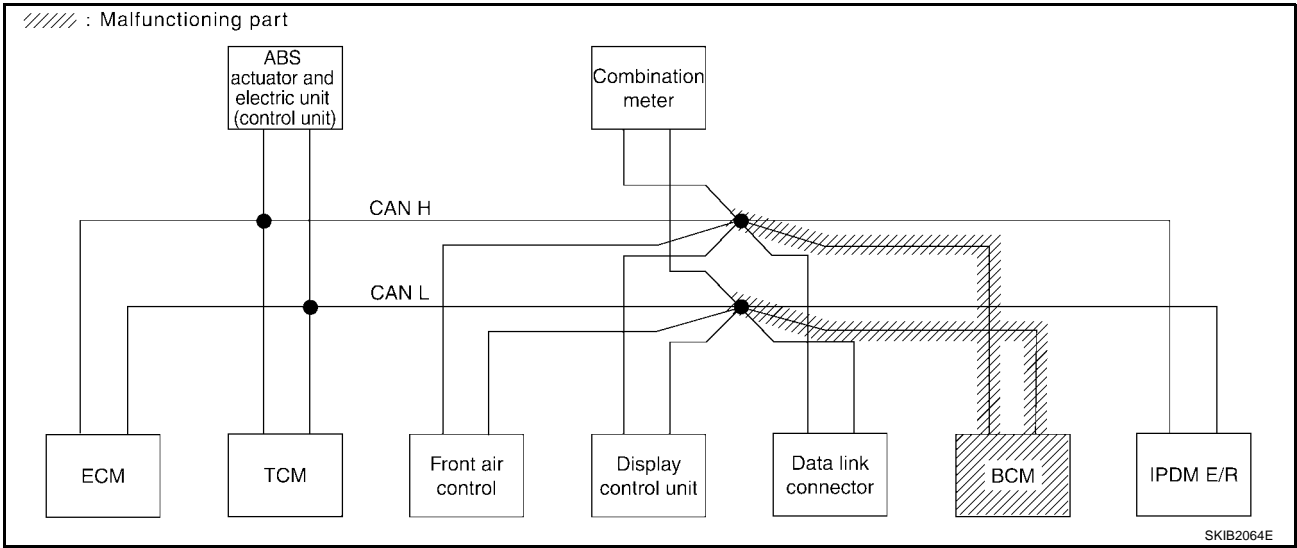 : Malfunctioning part
ABS
actuator and
electric unit
(control unit)
Combination
meter
CAN H
CAN L
ECM
TCM
Front air
control
Display
control unit
Data link
connector
BCM
IPDM E/R
SKIB2064E